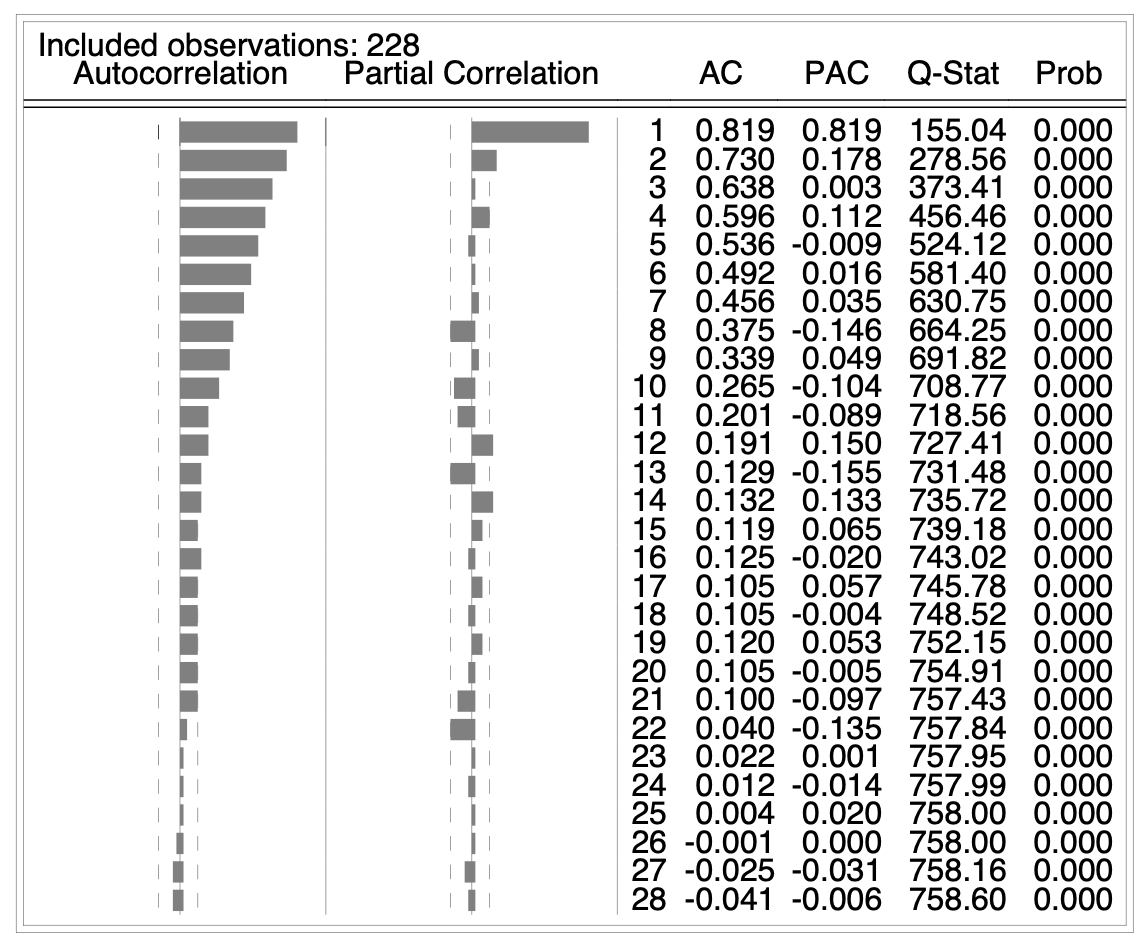 Included observations: 228
Autocorrelation Partial Correlation AC PAC Q-Stat Prob
1 0.819 0.819 155.04 0.000
2 0.730 0.178 278.56 0.000
3 0.638 0.003 373.41 0.000
4 0.596 0.112 456.46 0.000
5 0.536 -0.009 524.12 0.000
6 0.492 0.016 581.40 0.000
7 0.456 0.035 630.75 0.000
8 0.375 -0.146 664.25 0.000
9 0.339 0.049 691.82 0.000
10 0.265 -0.104 708.77 0.000
11 0.201 -0.089 718.56 0.000
12 0.191 0.150 727.41 0.000
13 0.129 -0.155 731.48 0.000
14 0.132 0.133 735.72 0.000
15 0.119 0.065 739.18 0.000
16 0.125 -0.020 743.02 0.000
17 0.105 0.057 745.78 0.000
18 0.105 -0.004 748.52 0.000
19 0.120 0.053 752.15 0.000
20 0.105 -0.005 754.91 0.000
21 0.100 -0.097 757.43 0.000
22 0.040 -0.135 757.84 0.000
23 0.022 0.001 757.95 0.000
24 0.012 -0.014 757.99 0.000
25 0.004 0.020 758.00 0.000
26 -0.001 0.000 758.00 0.000
27 -0.025 -0.031 758.16 0.000
28 -0.041 -0.006 758.60 0.000